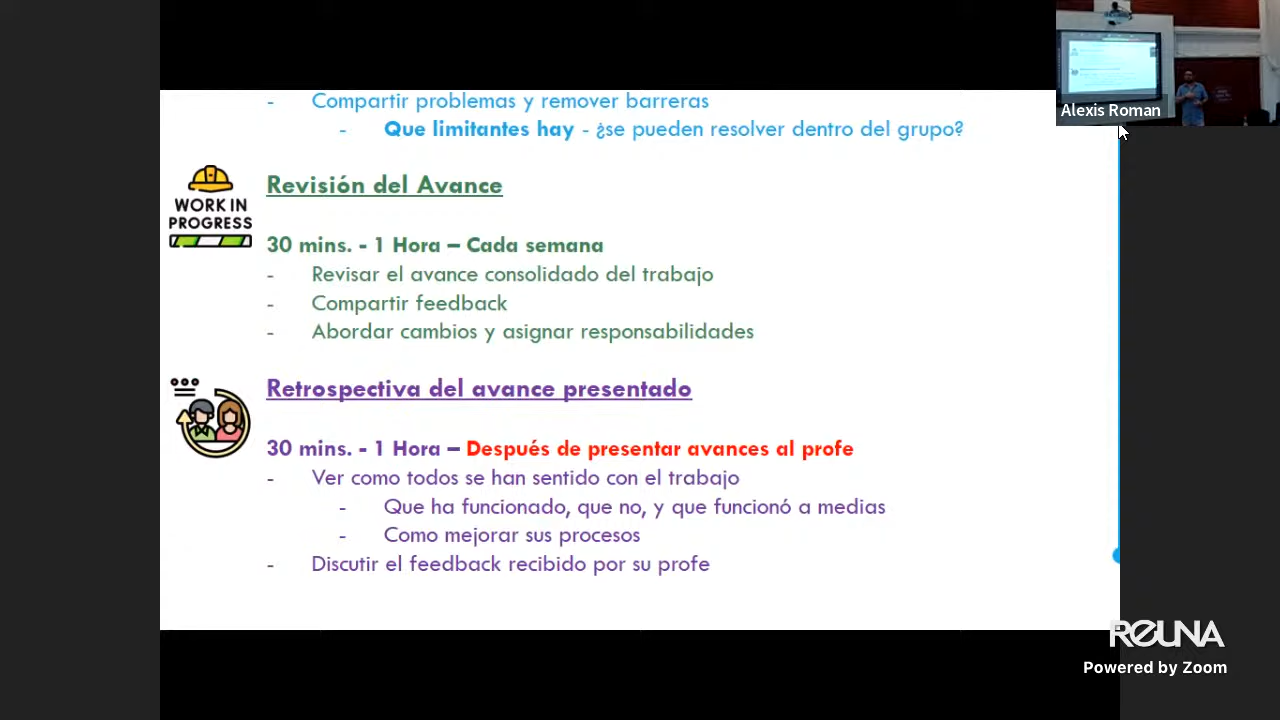 - Compartir problemas y remover barreras
- Que limitantes hay - ¿se pueden resolver dentro del grupo?
Alexis Roman
WORK IN
PROGRESS
Revisión del Avance
30 mins. - 1 Hora – Cada semana
- Revisar el avance consolidado del trabajo
- Compartir feedback
- Abordar cambios y asignar responsabilidades
Retrospectiva del avance presentado
30 mins. - 1 Hora – Después de presentar avances al profe
- Ver como todos se han sentido con el trabajo
- Que ha funcionado, que no, y que funcionó a medias
- Como mejorar sus procesos
- Discutir el feedback recibido por su profe
REUNA
Powered by Zoom